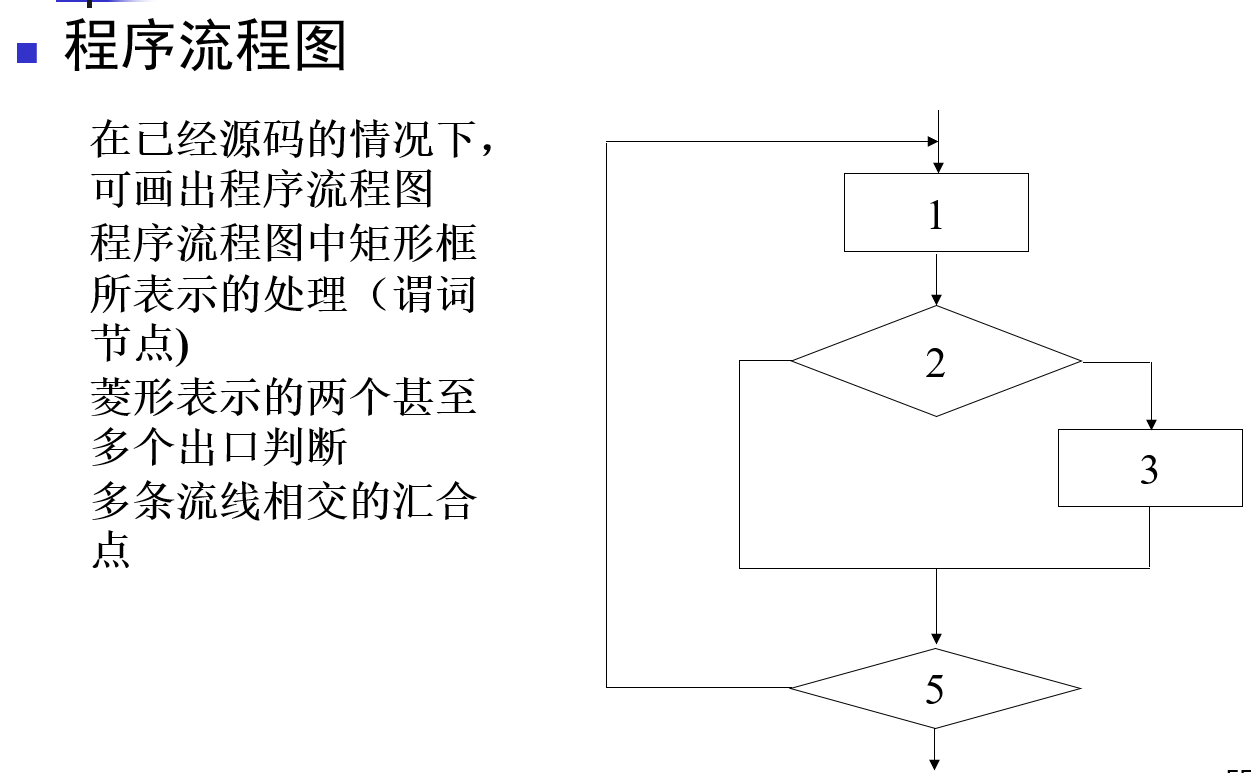 程序流程图
在已经源码的情况下，
可画出程序流程图
程序流程图中矩形框
所表示的处理（谓词
节点)
菱形表示的两个甚至
多个出口判断
多条流线相交的汇合
点
1
2
3
5